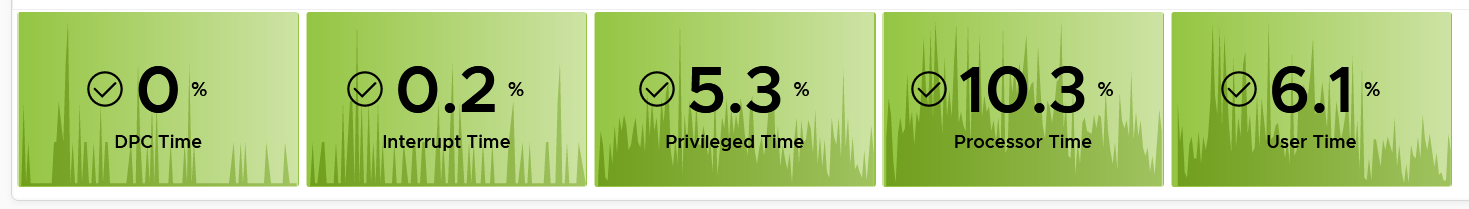 0 %
DPC Time
0.2 %
Interrupt Time
5.3 %
Privileged Time
10.3 %
Processor Time
6.1 %
User Time